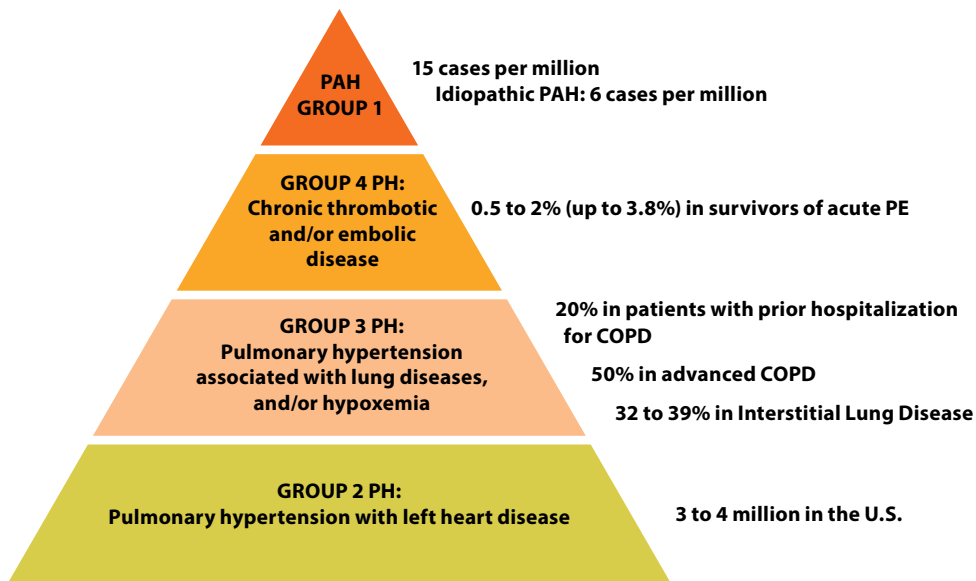 PAH
GROUP 1
15 cases per million
Idiopathic PAH: 6 cases per million
GROUP 4 PH:
Chronic thrombotic
and/or embolic
disease
0.5 to 2% (up to 3.8%) in survivors of acute PE
GROUP 3 PH:
Pulmonary hypertension
associated with lung diseases,
and/or hypoxemia
20% in patients with prior hospitalization
for COPD
50% in advanced COPD
32 to 39% in Interstitial Lung Disease
GROUP 2 PH:
Pulmonary hypertension with left heart disease
3 to 4 million in the U.S.